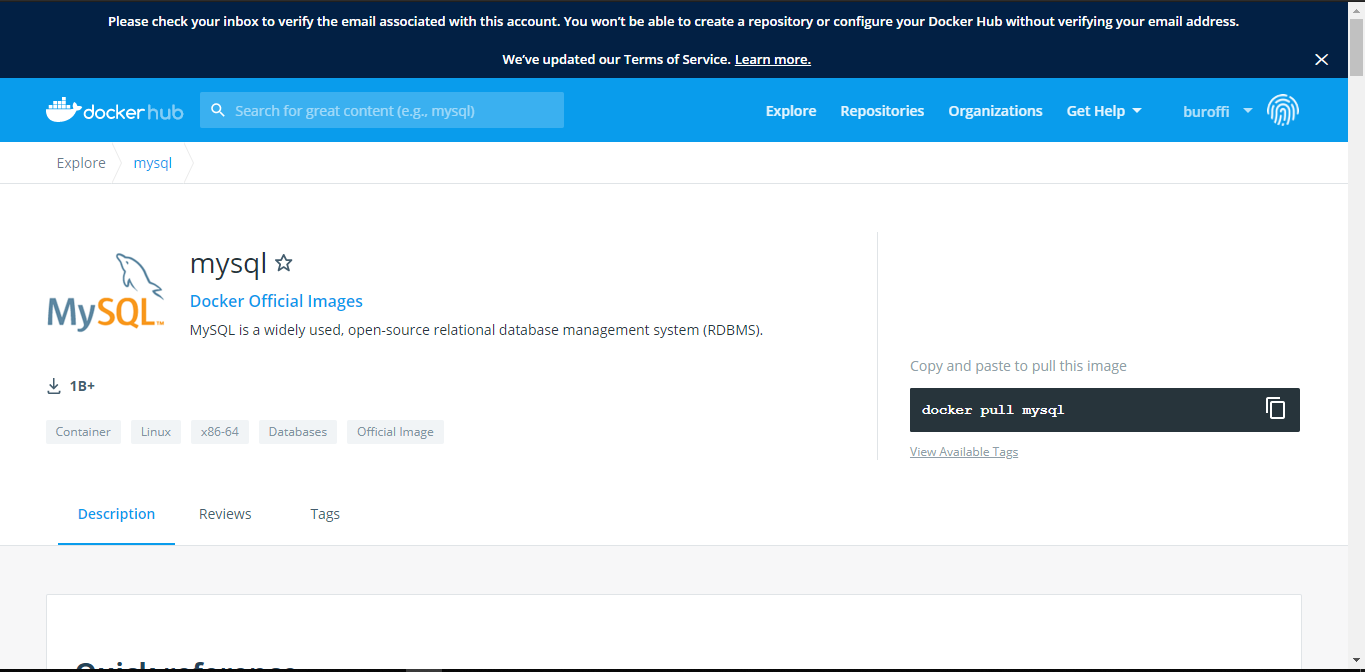 Please check your inbox to verify the email associated with this account. You won't be able to create a repository or configure your Docker Hub without verifying your email address.
We've updated our Terms of Service. Learn more.
docker hub
Search for great content (e.g., mysql)
Explore
Repositories
Organizations
Get Help
buroffi
Explore
mysql
MySQL™
mysql
Docker Official Images
MySQL is a widely used, open-source relational database management system (RDBMS).
1B+
Container
Linux
x86-64
Databases
Official Image
Copy and paste to pull this image
docker pull mysql
View Available Tags
Description
Reviews
Tags
Quick reference